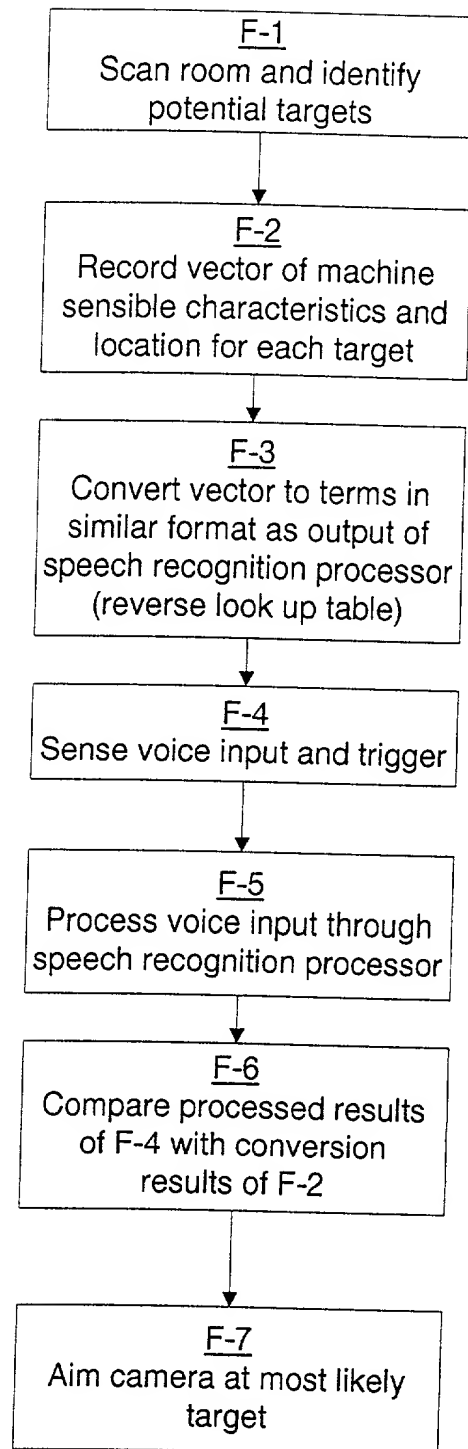 F-1
Scan room and identify
potential targets
F-2
Record vector of machine
sensible characteristics and
location for each target
F-3
Convert vector to terms in
similar format as output of
speech recognition processor
(reverse look up table)
F-4
Sense voice input and trigger
F-5
Process voice input through
speech recognition processor
F-6
Compare processed results
of F-4 with conversion
results of F-2
F-7
Aim camera at most likely
target